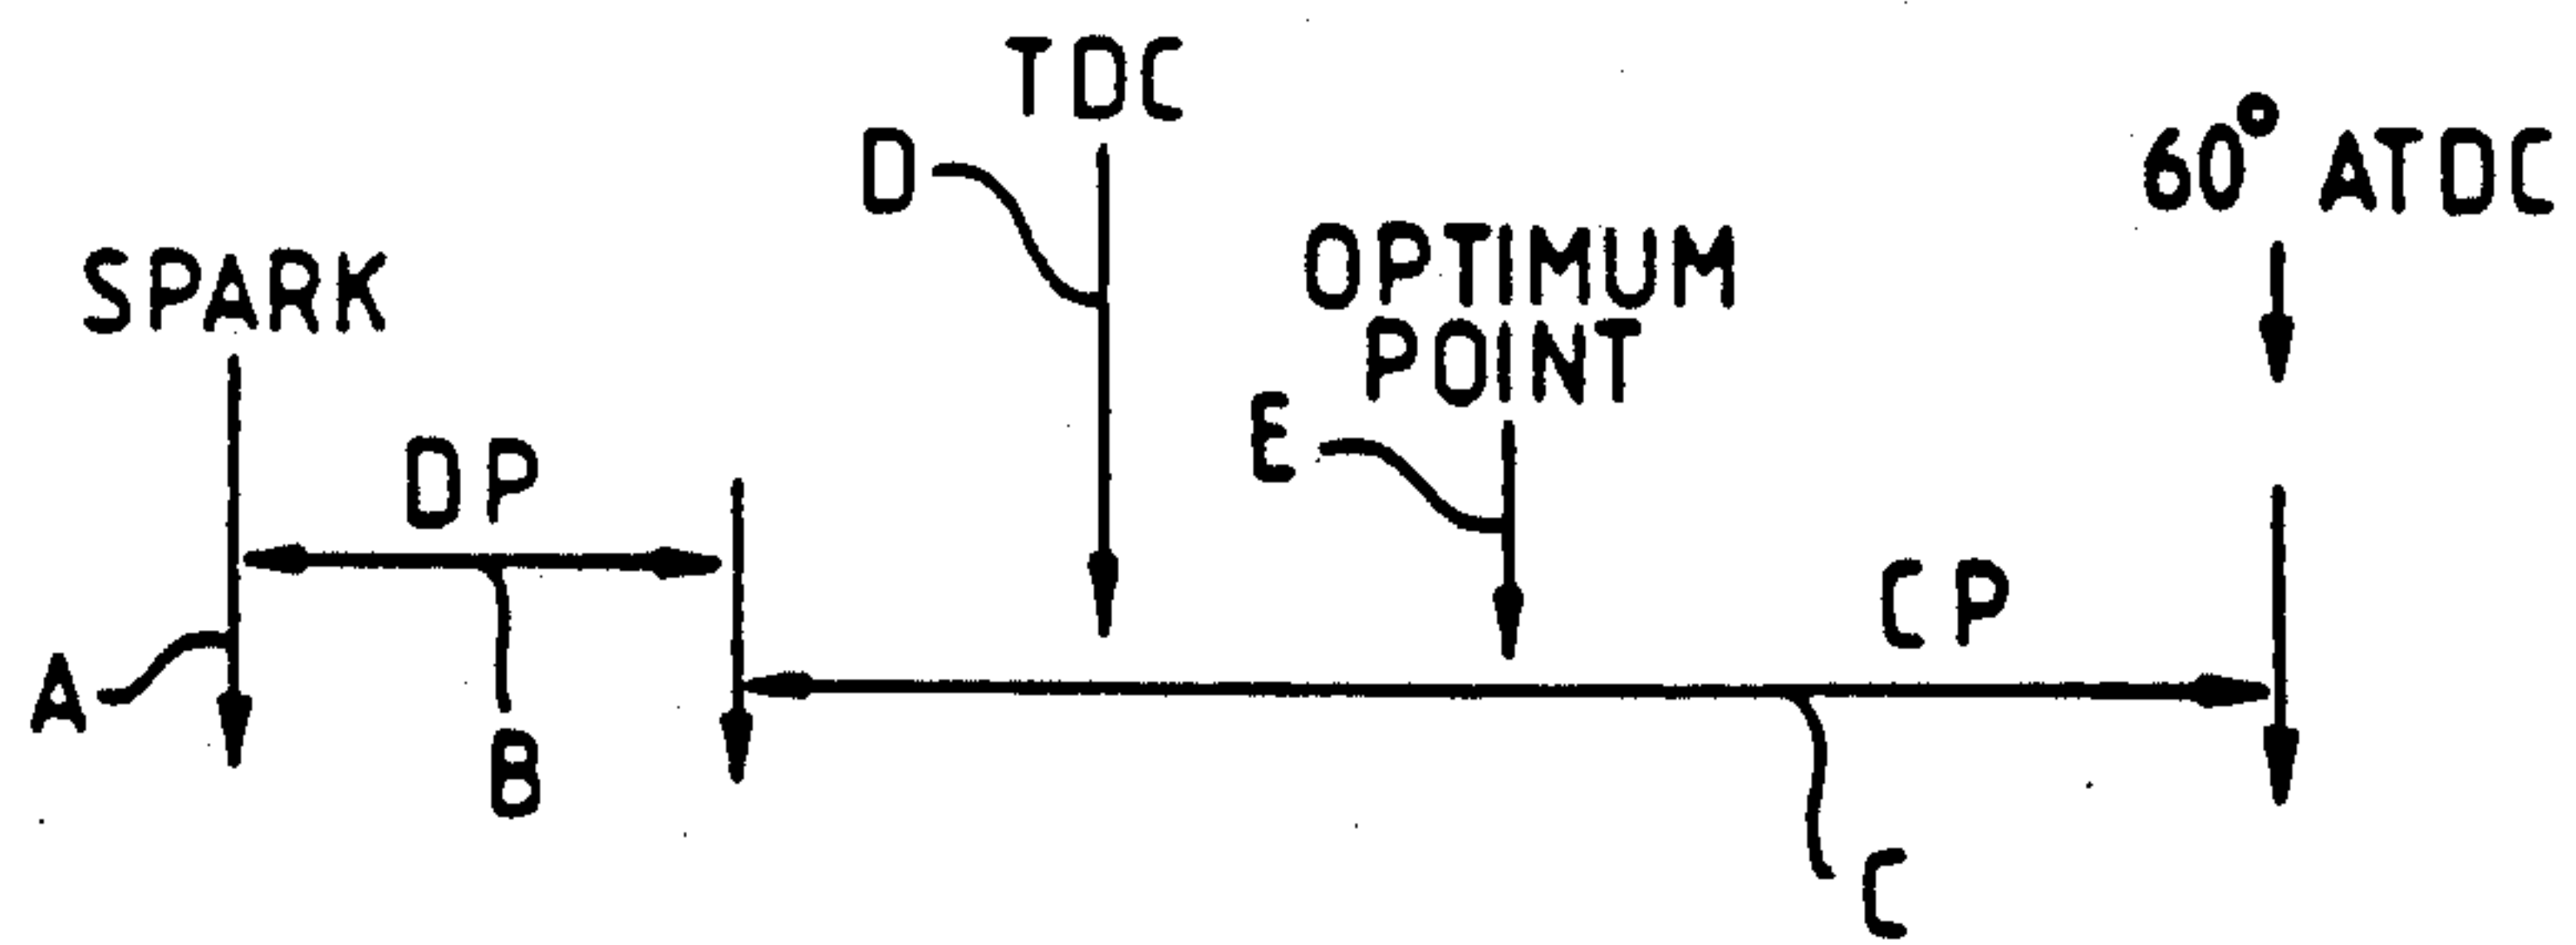 TDC
D
60° ATDC
SPARK
OPTIMUM
POINT
E
DP
CP
A
B
C